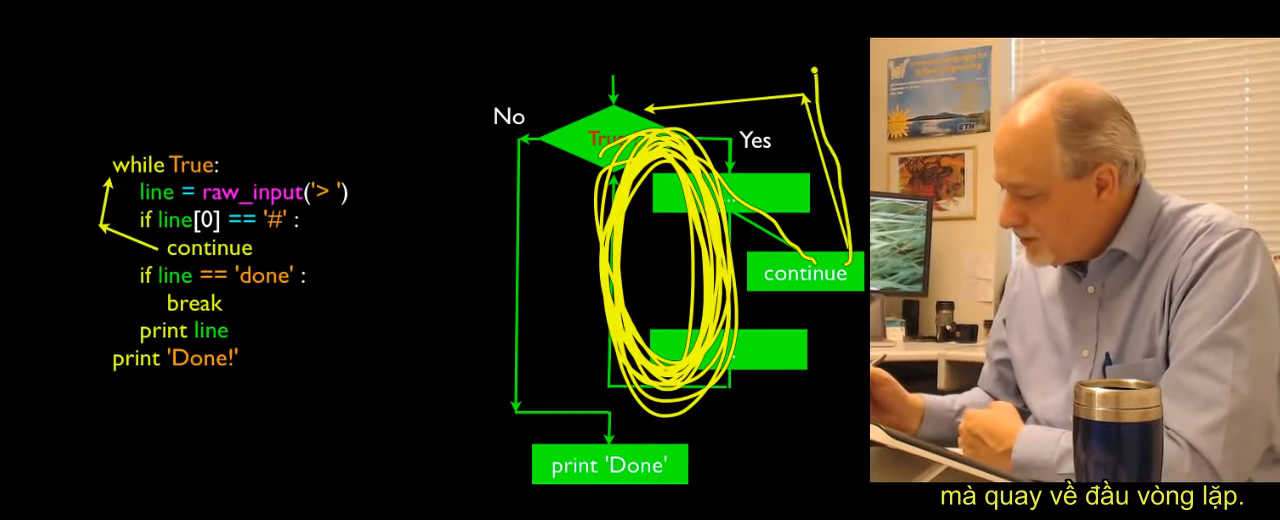 while True:
line = raw_input('> ')
if line[0] == '#' :
continue
if line == 'done' :
break
print line
print 'Done!'
No
Yes
...
continue
print 'Done'
ETH
mà quay về đầu vòng lặp.